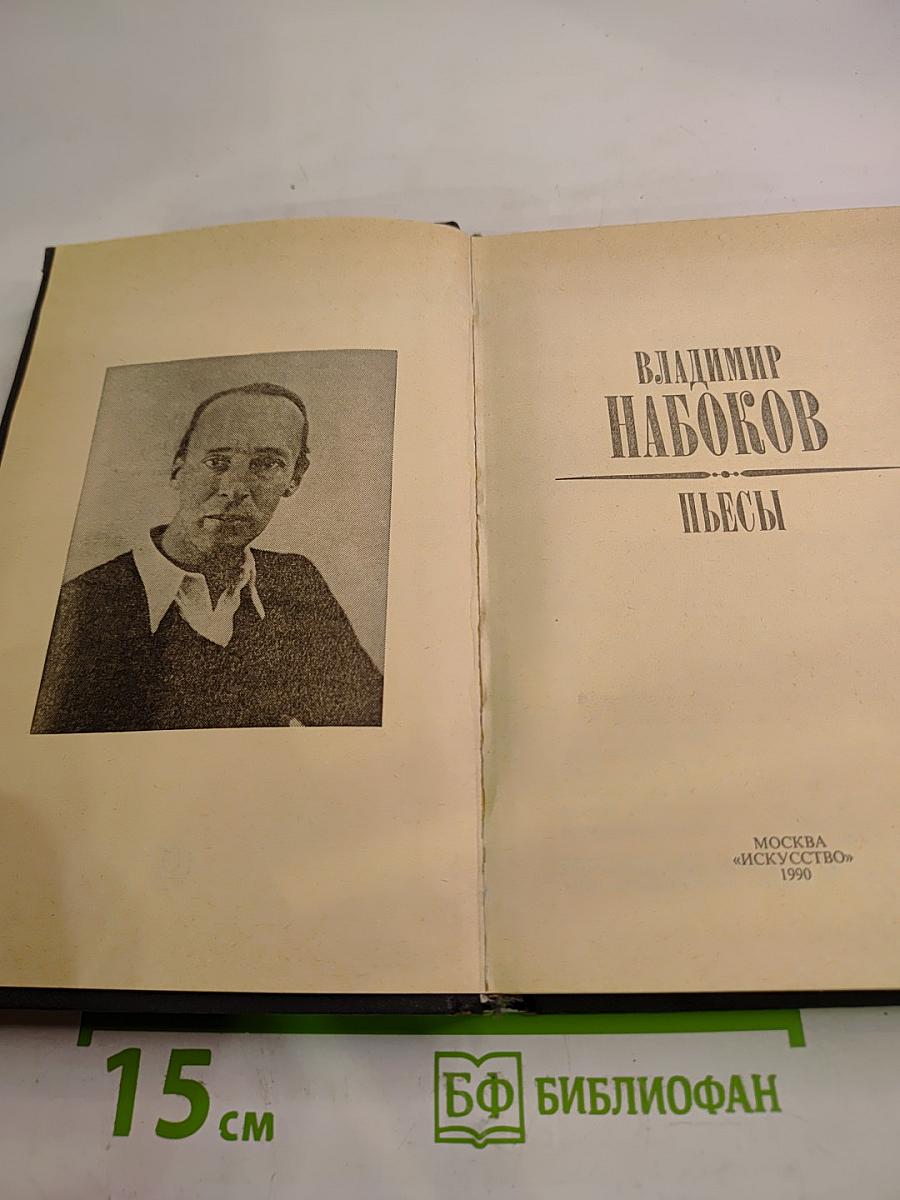 ВЛАДИМИР
НАБОКОВ
ПЬЕСЫ
МОСКВА
«ИСКУССТВО»
1990
15 см
БФ БИБЛИОФАН